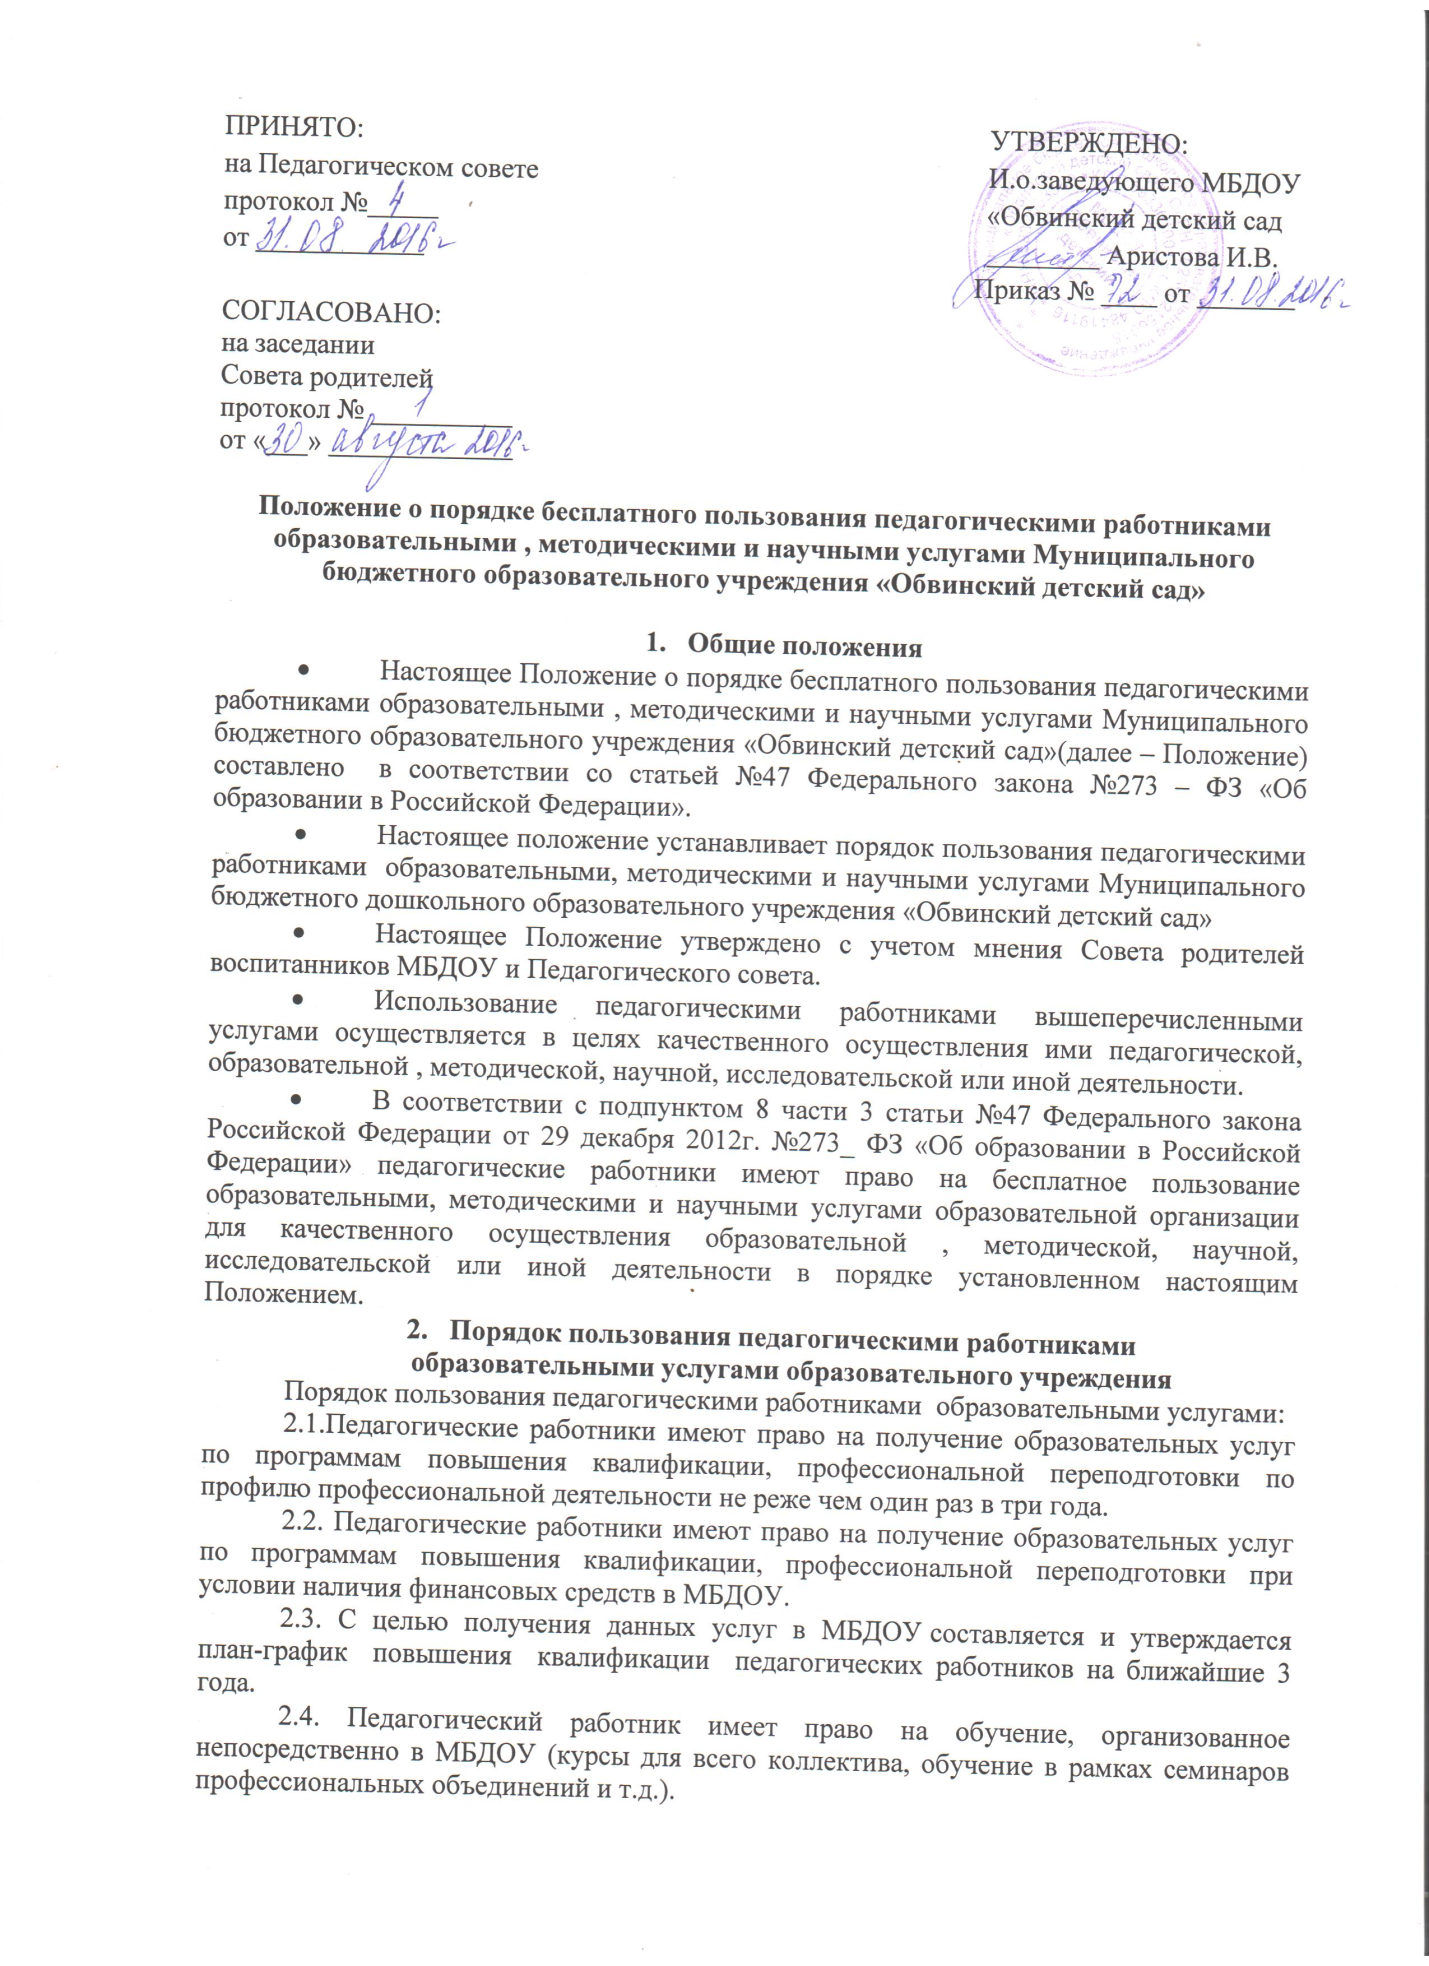 ПРИНЯТО:
на Педагогическом совете
протокол № 4
от 31.08. 2016г
СОГЛАСОВАНО:
на заседании
Совета родителей
протокол № 1
от «30» августа 2016г
УТВЕРЖДЕНО:
И.о.заведующего МБДОУ
«Обвинский детский сад
Аристова И.В.
Приказ № 72 от 31.08.2016г
Положение о порядке бесплатного пользования педагогическими работниками
образовательными , методическими и научными услугами Муниципального
бюджетного образовательного учреждения «Обвинский детский сад»
1. Общие положения
• Настоящее Положение о порядке бесплатного пользования педагогическими
работниками образовательными , методическими и научными услугами Муниципального
бюджетного образовательного учреждения «Обвинский детский сад»(далее – Положение)
составлено в соответствии со статьей №47 Федерального закона №273 – ФЗ «Об
образовании в Российской Федерации».
• Настоящее положение устанавливает порядок пользования педагогическими
работниками образовательными, методическими и научными услугами Муниципального
бюджетного дошкольного образовательного учреждения «Обвинский детский сад»
• Настоящее Положение утверждено с учетом мнения Совета родителей
воспитанников МБДОУ и Педагогического совета.
• Использование педагогическими работниками вышеперечисленными
услугами осуществляется в целях качественного осуществления ими педагогической,
образовательной , методической, научной, исследовательской или иной деятельности.
• В соответствии с подпунктом 8 части 3 статьи №47 Федерального закона
Российской Федерации от 29 декабря 2012г. №273_ ФЗ «Об образовании в Российской
Федерации» педагогические работники имеют право на бесплатное пользование
образовательными, методическими и научными услугами образовательной организации
для качественного осуществления образовательной , методической, научной,
исследовательской или иной деятельности в порядке установленном настоящим
Положением.
2. Порядок пользования педагогическими работниками
образовательными услугами образовательного учреждения
Порядок пользования педагогическими работниками образовательными услугами:
2.1.Педагогические работники имеют право на получение образовательных услуг
по программам повышения квалификации, профессиональной переподготовки по
профилю профессиональной деятельности не реже чем один раз в три года.
2.2. Педагогические работники имеют право на получение образовательных услуг
по программам повышения квалификации, профессиональной переподготовки при
условии наличия финансовых средств в МБДОУ.
2.3. С целью получения данных услуг в МБДОУ составляется и утверждается
план-график повышения квалификации педагогических работников на ближайшие 3
года.
2.4. Педагогический работник имеет право на обучение, организованное
непосредственно в МБДОУ (курсы для всего коллектива, обучение в рамках семинаров
профессиональных объединений и т.д.).